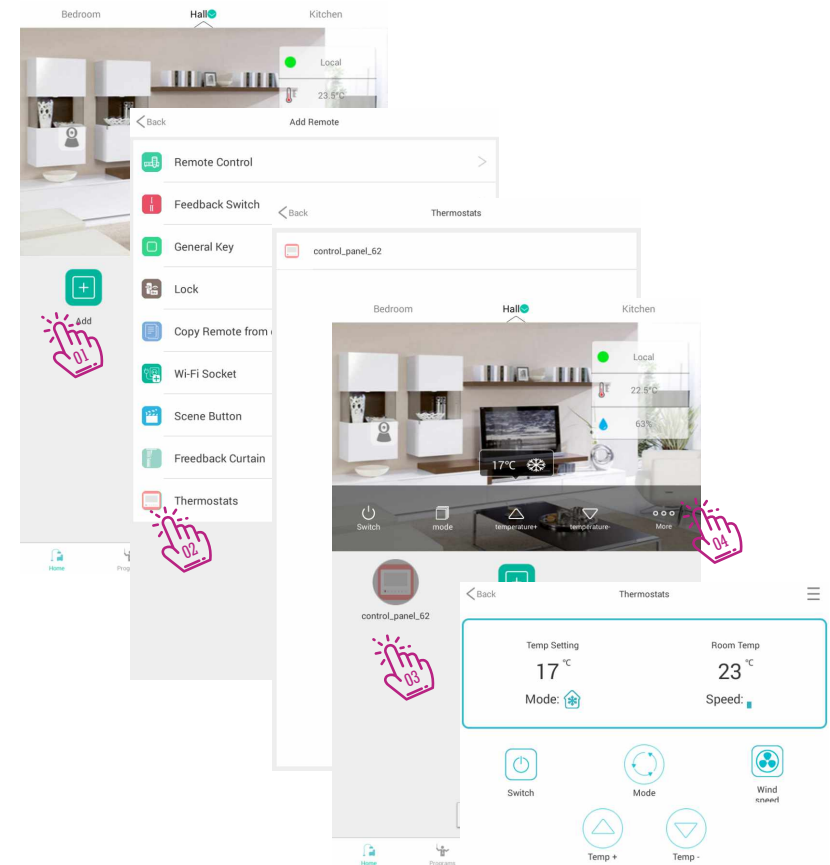 Bedroom Hall Kitchen
Local
23.5°C
Add
01
Home
Back Add Remote
Remote Control
Feedback Switch
General Key
Lock
Copy Remote from
Wi-Fi Socket
Scene Button
Freedback Curtain
Thermostats
02
Back Thermostats
control_panel_62
Bedroom Hall Kitchen
Local
22.5°C
63%
17°C
Switch mode temperature+ temperature- More
04
control_panel_62
03
Home Programs
Back Thermostats
Temp Setting Room Temp
17 °C 23 °C
Mode: Speed:
Switch Mode Wind
speed
Temp + Temp -